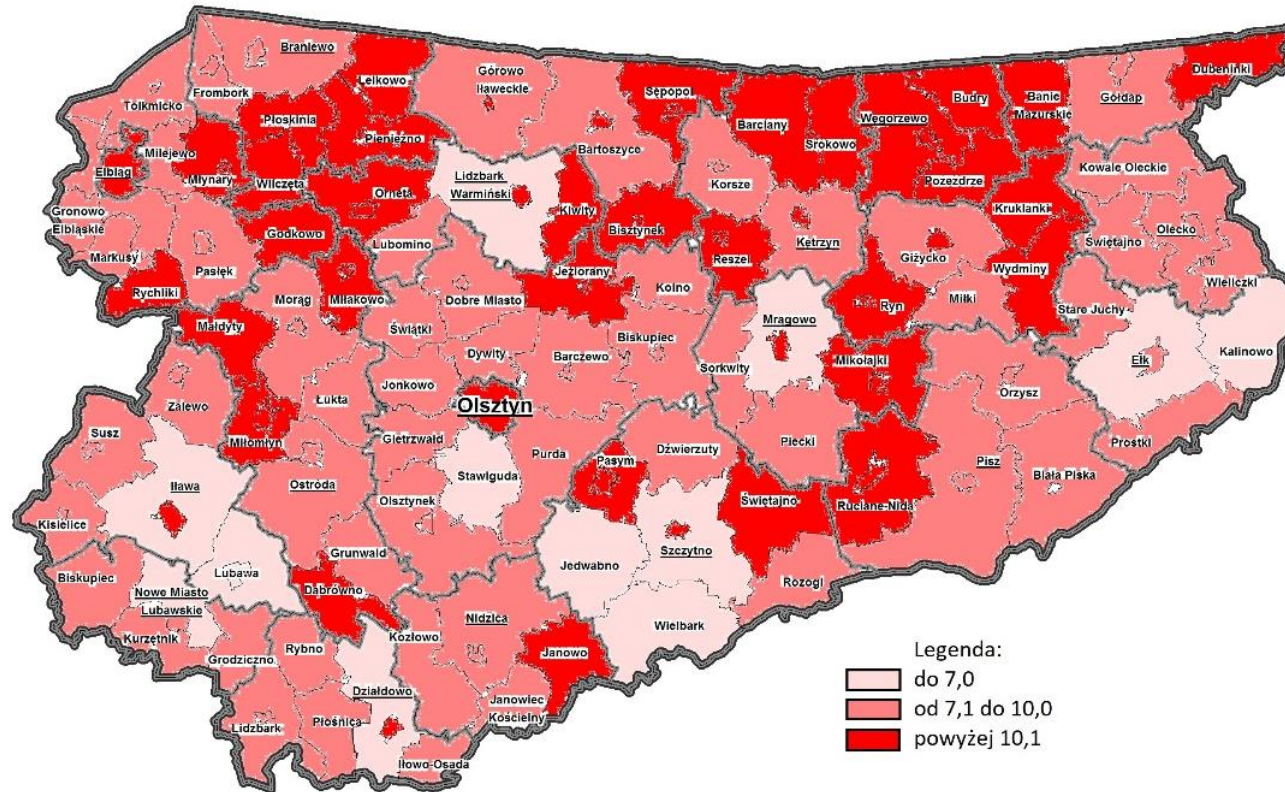 Braniewo
Lelkowo
Górowo
Iławeckie
Sępopol
Dubeninki
Frombork
Tolkmicko
Płoskinia
Pieniężno
Bartoszyce
Barciany
Srokowo
Węgorzewo
Budry
Banie
Mazurskie
Gołdap
Elbląg
Milejewo
Młynary
Wilczęta
Orneta
Lidzbark
Warmiński
Kiwity
Bisztynek
Korsze
Kętrzyn
Pozezdrze
Kruklanki
Kowale Oleckie
Gronowo
Elbląskie
Markusy
Pasłęk
Godkowo
Lubomino
Reszel
Giżycko
Wydminy
Świętajno
Olecko
Rychliki
Morąg
Miłakowo
Dobre Miasto
Jeziorany
Kolno
Ryn
Miłki
Stare Juchy
Wieliczki
Małdyty
Świątki
Dywity
Barczewo
Biskupiec
Sorkwity
Mrągowo
Mikołajki
Orzysz
Ełk
Kalinowo
Zalewo
Łukta
Jonkowo
Olsztyn
Susz
Miłomłyn
Gietrzwałd
Stawiguda
Purda
Pasym
Dźwierzuty
Piecki
Pisz
Prostki
Iława
Ostróda
Olsztynek
Świętajno
Ruciane-Nida
Biała Piska
Kisielice
Grunwald
Jedwabno
Szczytno
Rozogi
Biskupiec
Nowe Miasto
Lubawskie
Lubawa
Dąbrówno
Wielbark
Kurzętnik
Grodziczno
Rybno
Kozłowo
Nidzica
Janowo
Działdowo
Janowiec
Kościelny
Lidzbark
Płośnica
Iłowo-Osada
Legenda:
do 7,0
od 7,1 do 10,0
powyżej 10,1